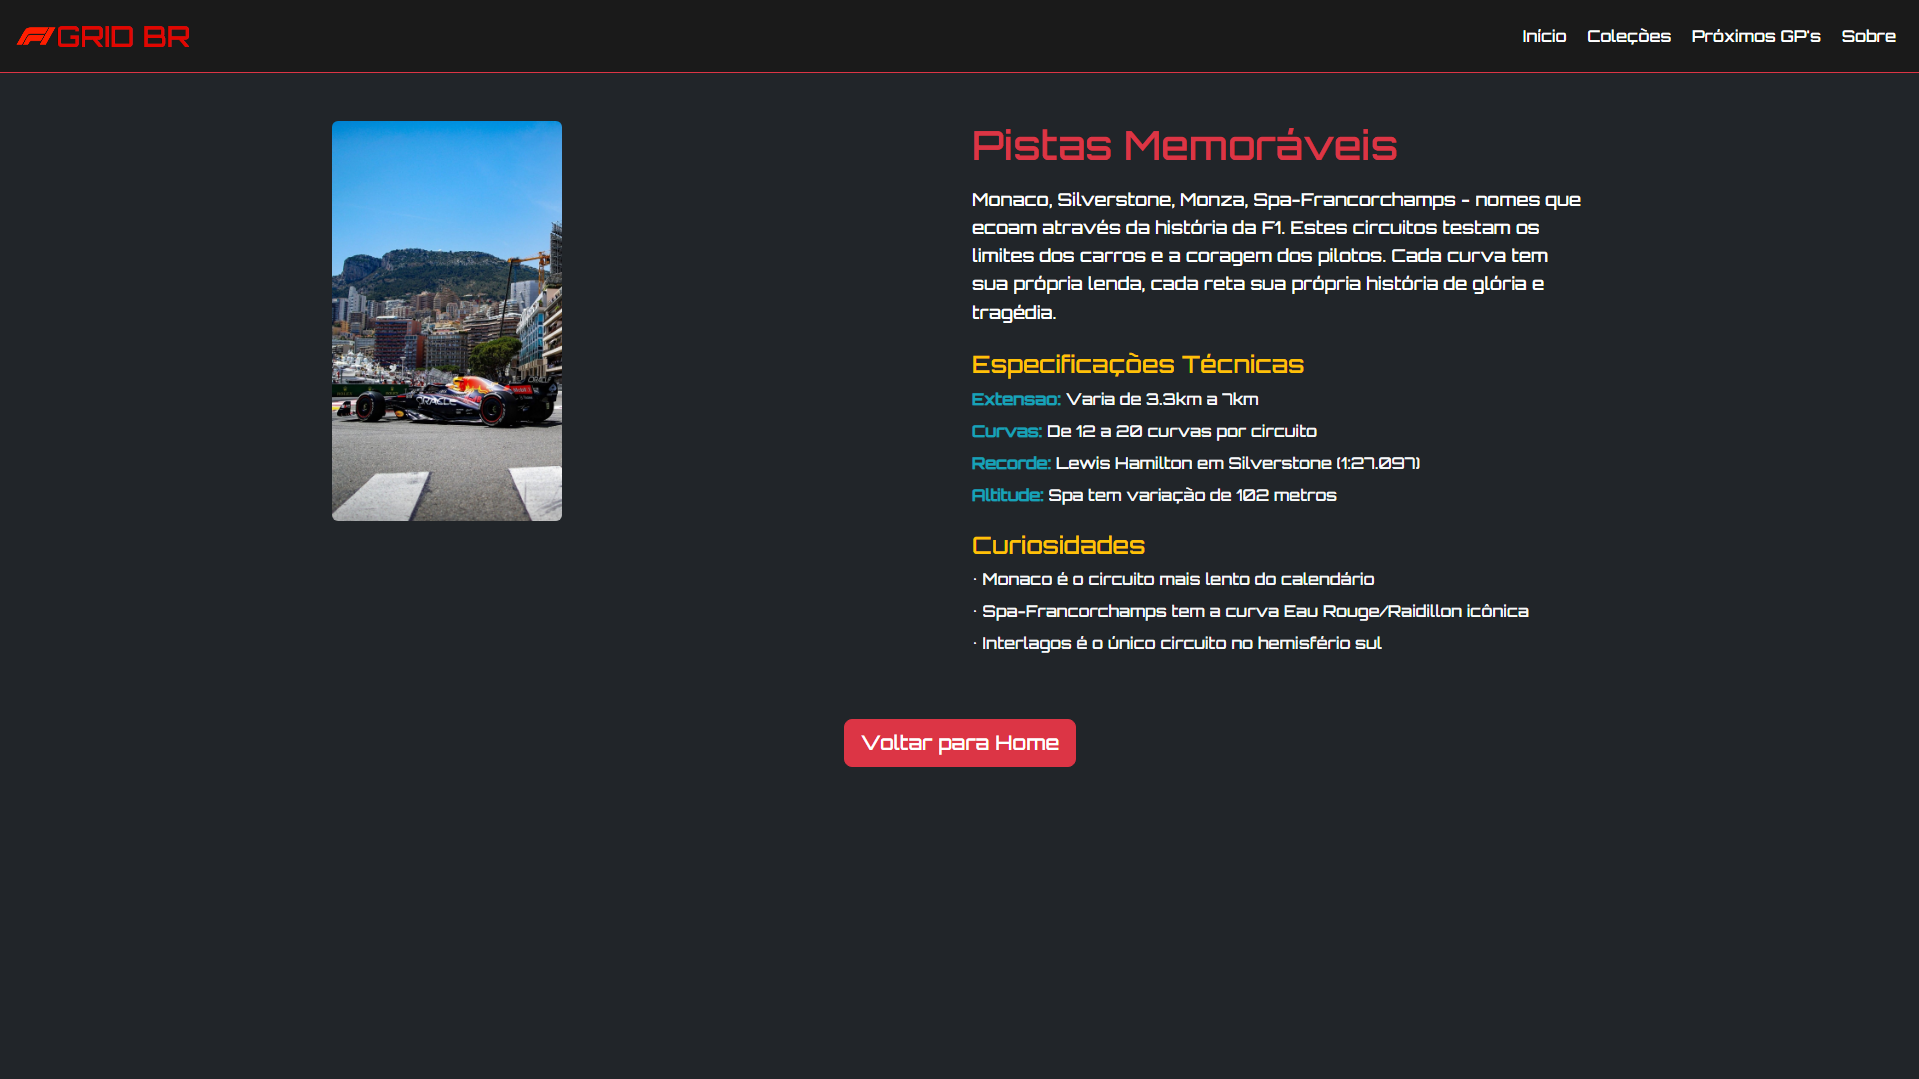 F1 GRID BR
Início Coleções Próximos GP's Sobre
Pistas Memoráveis
Monaco, Silverstone, Monza, Spa-Francorchamps - nomes que
ecoam através da história da F1. Estes circuitos testam os
limites dos carros e a coragem dos pilotos. Cada curva tem
sua própria lenda, cada reta sua própria história de glória e
tragédia.
Especificações Técnicas
Extensao: Varia de 3.3km a 7km
Curvas: De 12 a 20 curvas por circuito
Recorde: Lewis Hamilton em Silverstone (1:27.097)
Altitude: Spa tem variação de 102 metros
Curiosidades
• Monaco é o circuito mais lento do calendário
• Spa-Francorchamps tem a curva Eau Rouge/Raidillon icônica
• Interlagos é o único circuito no hemisfério sul
ORACLE
Voltar para Home